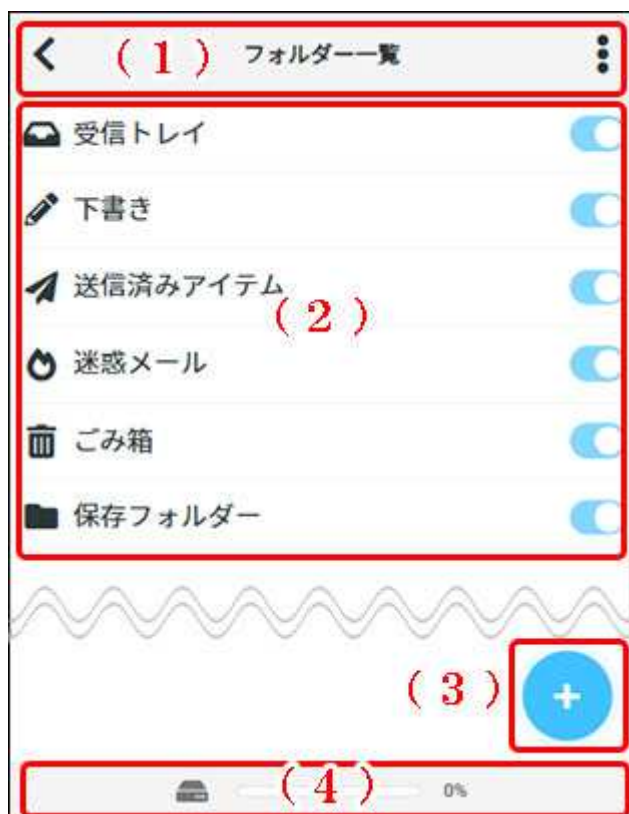 （１） フォルダー一覧
受信トレイ
下書き
送信済みアイテム
（２）
迷惑メール
ごみ箱
保存フォルダー
（３）
（４） 0%